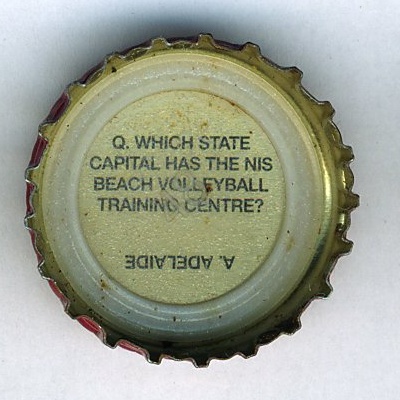 Q. WHICH STATE
CAPITAL HAS THE NIS
BEACH VOLLEYBALL
TRAINING CENTRE?
A. ADELAIDE